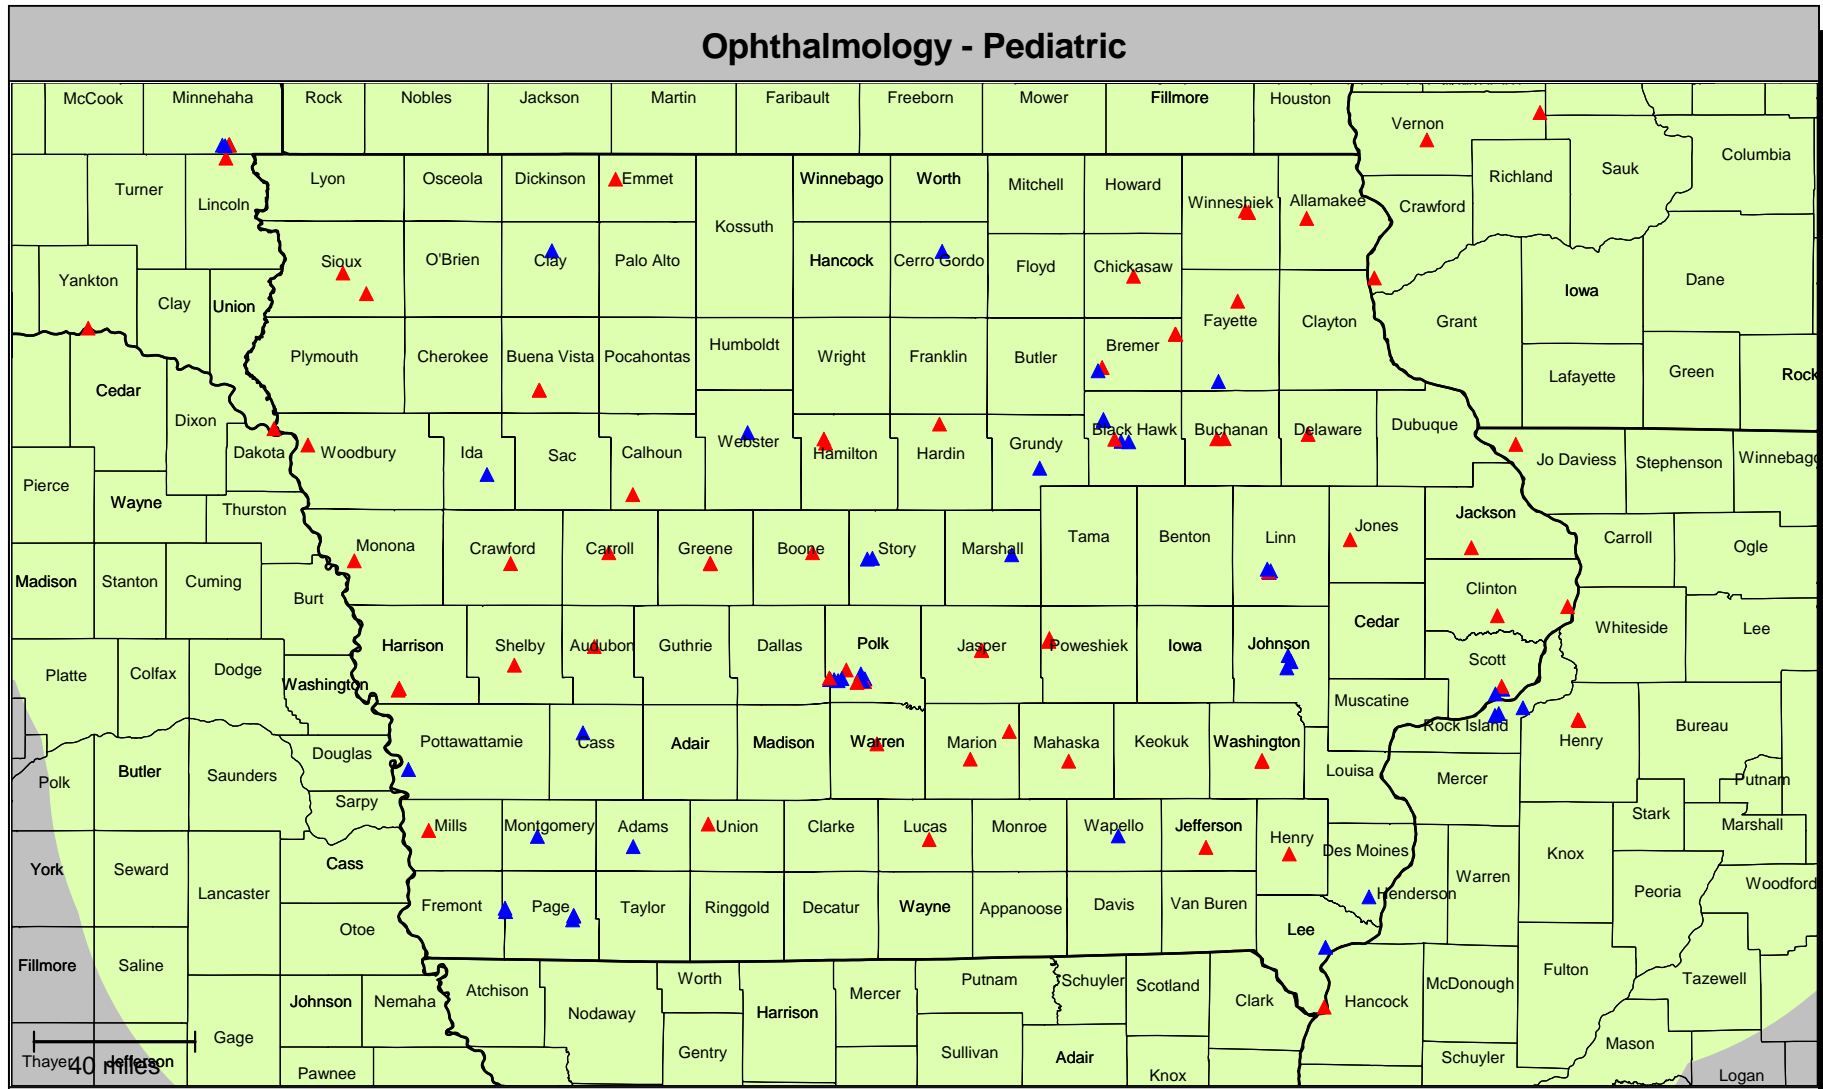 Ophthalmology - Pediatric
McCook Minnehaha Rock Nobles Jackson Martin Faribault Freeborn Mower Fillmore Houston
Vernon
Turner Lincoln Lyon Osceola Dickinson Emmet Winnebago Worth Mitchell Howard Richland Sauk Columbia
Kossuth Winneshiek Allamakee Crawford
Yankton Clay Union Sioux O'Brien Clay Palo Alto Hancock Cerro Gordo Floyd Chickasaw Iowa Dane
Fayette Clayton Grant
Plymouth Cherokee Buena Vista Pocahontas Humboldt Wright Franklin Butler Bremer
Cedar Dixon Lafayette Green Rock
Dakota Woodbury Ida Sac Calhoun Webster Hamilton Hardin Grundy Black Hawk Buchanan Delaware Dubuque
Jo Daviess Stephenson Winnebago
Pierce Wayne Thurston
Monona Crawford Carroll Greene Boone Story Marshall Tama Benton Linn Jones Jackson Carroll Ogle
Madison Stanton Cuming Burt Clinton
Harrison Shelby Audubon Guthrie Dallas Polk Jasper Poweshiek Iowa Johnson Cedar Whiteside Lee
Platte Colfax Dodge Washington Scott
Muscatine Rock Island Henry Bureau
Pottawattamie Cass Adair Madison Warren Marion Mahaska Keokuk Washington
Polk Butler Saunders Douglas Louisa Mercer Putnam
Sarpy Mills Montgomery Adams Union Clarke Lucas Monroe Wapello Jefferson Henry Des Moines Stark Marshall
York Seward Cass Knox
Lancaster Warren Peoria Woodford
Fremont Page Taylor Ringgold Decatur Wayne Appanoose Davis Van Buren Henderson
Otoe Lee
Fillmore Saline Fulton Tazewell
Johnson Nemaha Atchison Nodaway Worth Harrison Mercer Putnam Schuyler Scotland Clark Hancock McDonough
Gage Gentry Sullivan Adair Schuyler Mason
Thayer Jefferson
40 miles
Pawnee Knox Logan